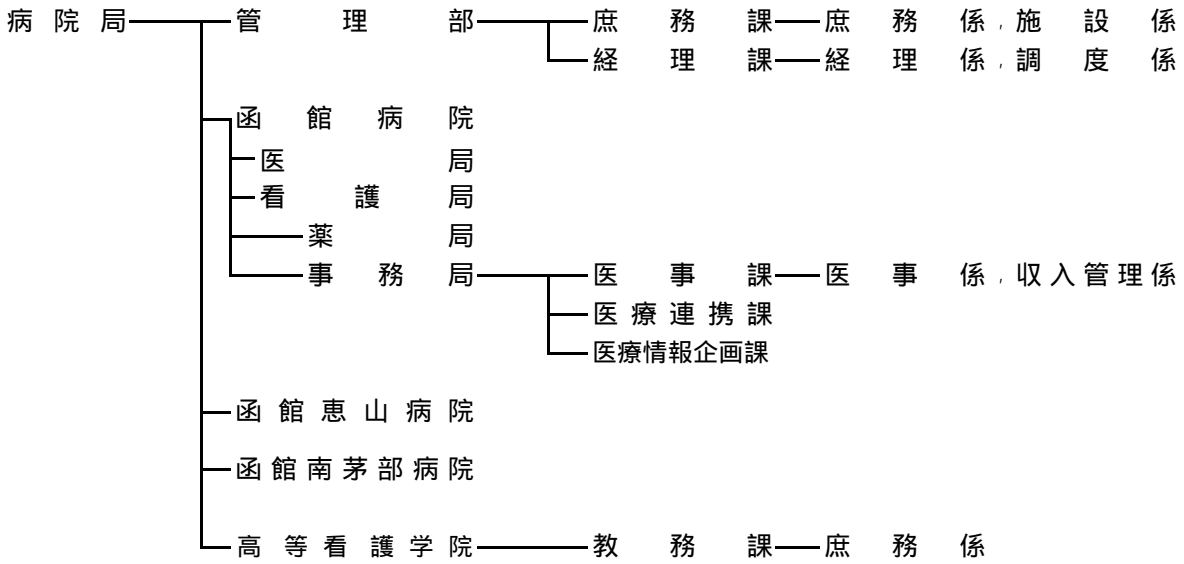 病院局 管理部 庶務課 庶務係，施設係
経理課 経理係，調度係
函館病院
医局
看護局
薬局
事務局 医事課 医事係，収入管理係
医療連携課
医療情報企画課
函館恵山病院
函館南茅部病院
高等看護学院 教務課 庶務係